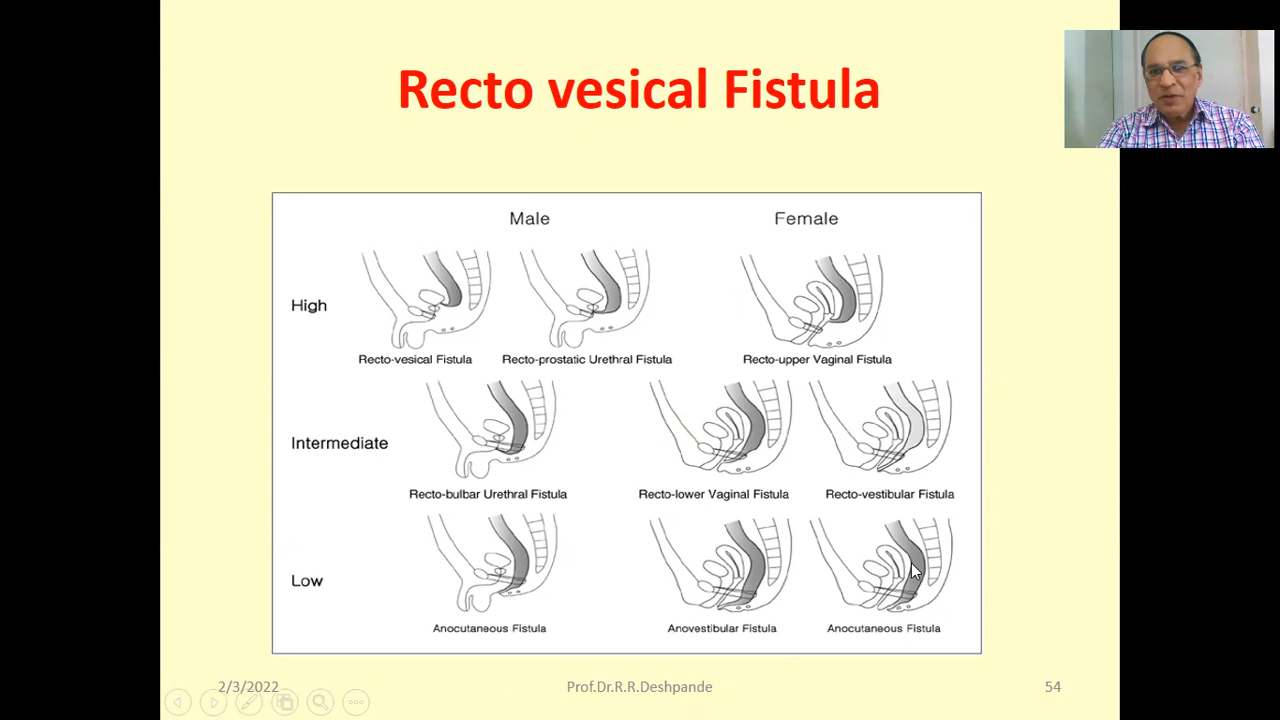 Recto vesical Fistula
Male Female
High
Recto-vesical Fistula Recto-prostatic Urethral Fistula Recto-upper Vaginal Fistula
Intermediate
Recto-bulbar Urethral Fistula Recto-lower Vaginal Fistula Recto-vestibular Fistula
Low
Anocutaneous Fistula Anovestibular Fistula Anocutaneous Fistula
2/3/2022 Prof.Dr.R.R.Deshpande 54